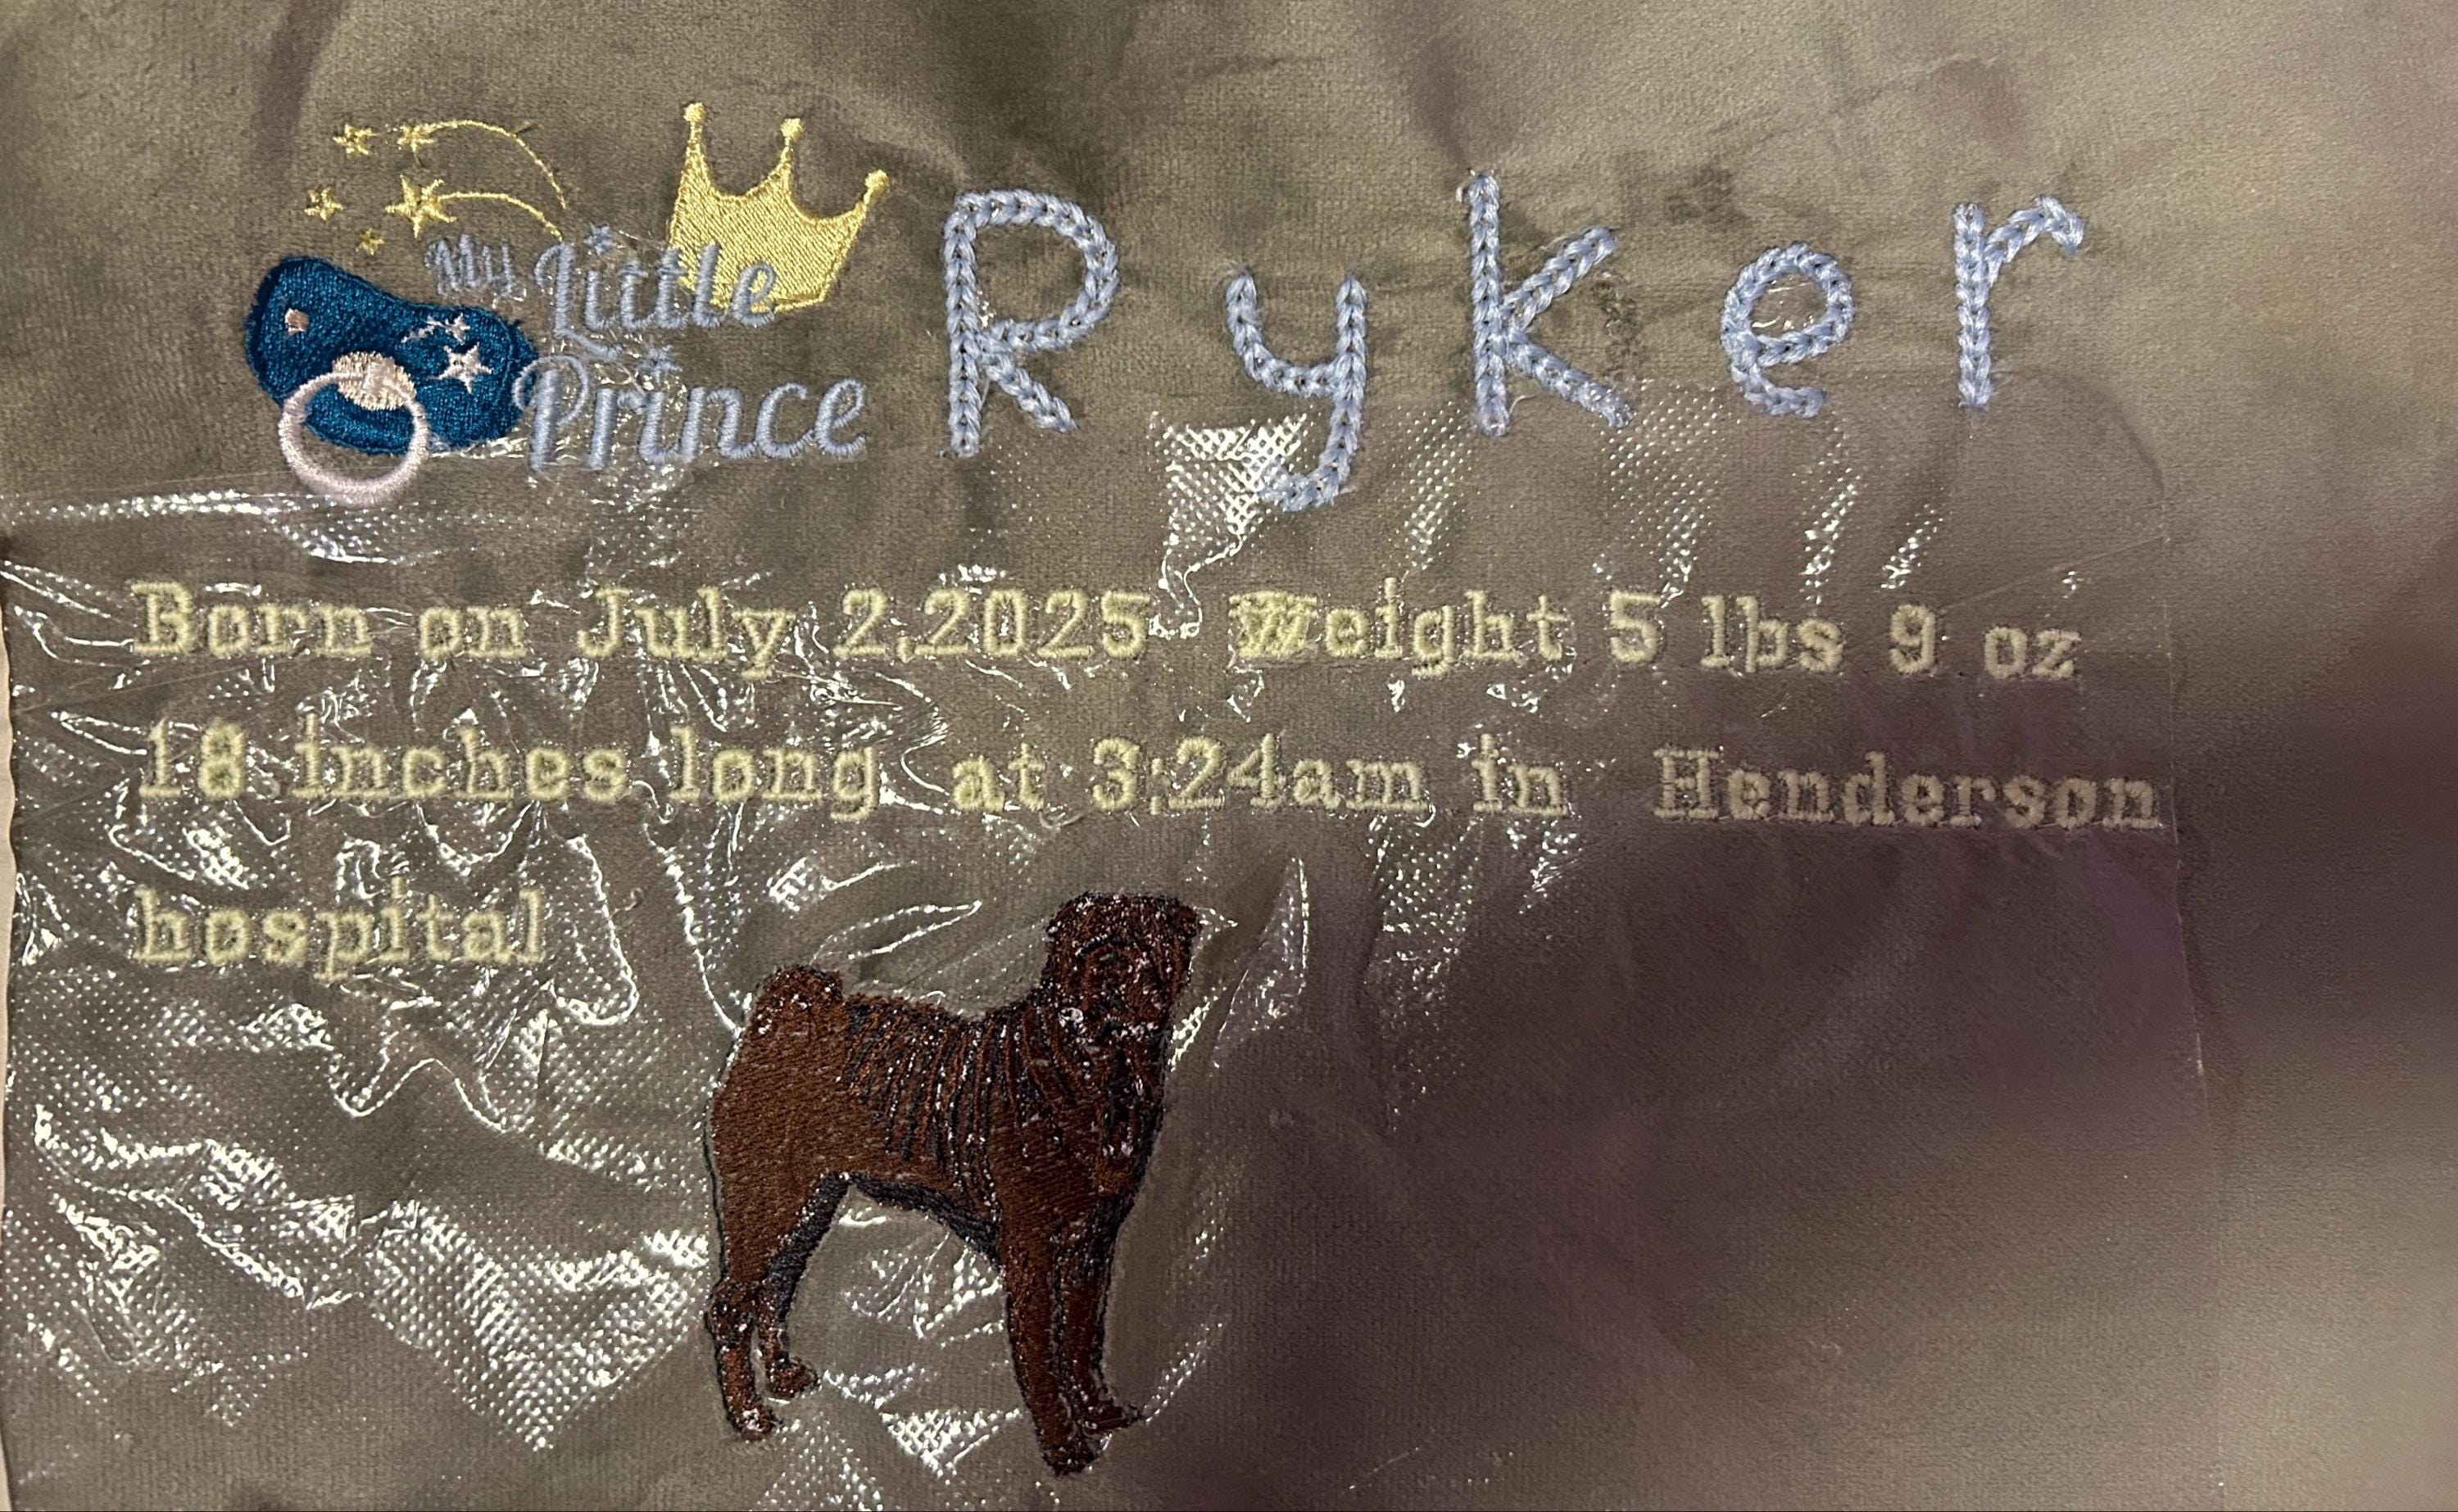 My Little
Prince
Ryker
Born on July 2,2025 Weight 5 lbs 9 oz
18 inches long at 3:24am in Henderson
hospital